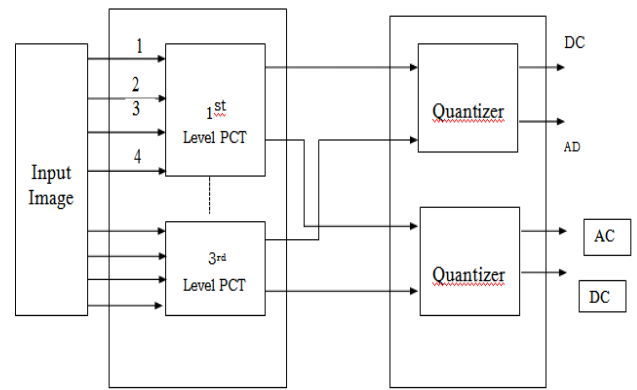 Input
Image
1
2
3
4
1st
Level PCT
3rd
Level PCT
Quantizer
Quantizer
DC
AD
AC
DC